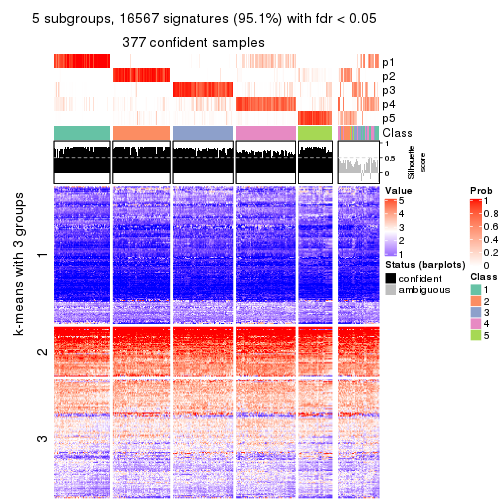 5 subgroups, 16567 signatures (95.1%) with fdr < 0.05
377 confident samples
p1
p2
p3
p4
p5
Class
1
0.5
0
Silhouette
score
k-means with 3 groups
1
2
3
Value
5
4
3
2
1
Status (barplots)
confident
ambiguous
Prob
1
0.8
0.6
0.4
0.2
0
Class
1
2
3
4
5